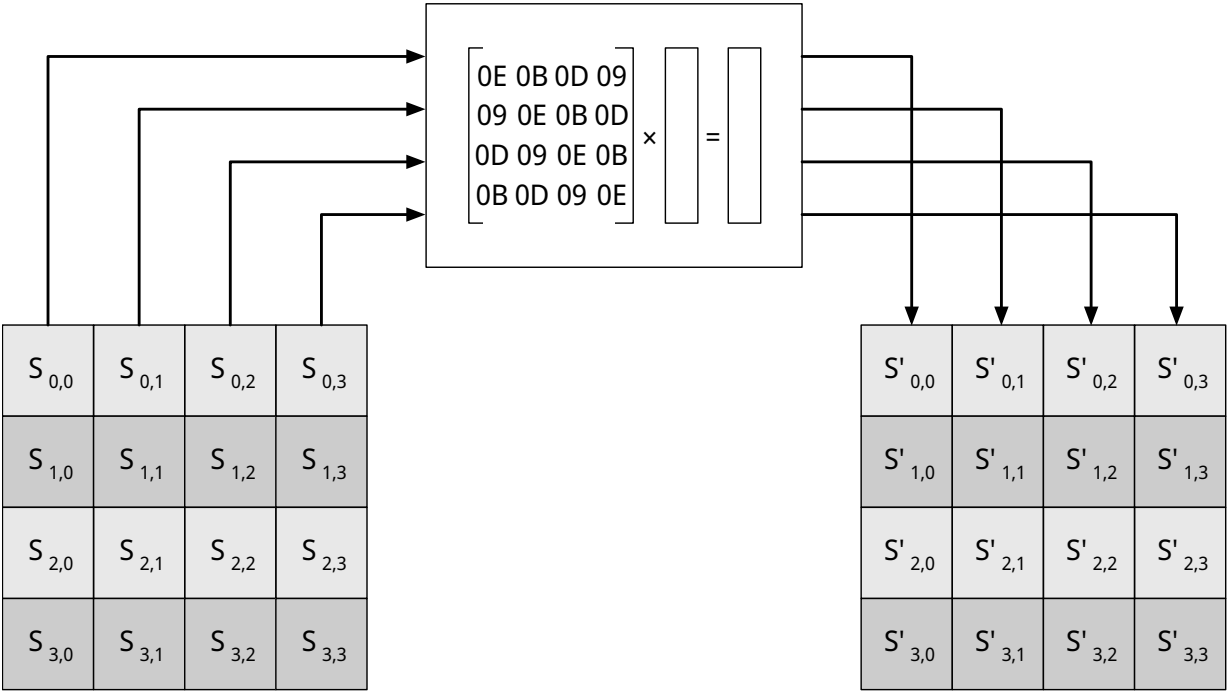 0E 0B 0D 09
09 0E 0B 0D
0D 09 0E 0B
0B 0D 09 0E
× =
S 0,0 S 0,1 S 0,2 S 0,3
S 1,0 S 1,1 S 1,2 S 1,3
S 2,0 S 2,1 S 2,2 S 2,3
S 3,0 S 3,1 S 3,2 S 3,3
S' 0,0 S' 0,1 S' 0,2 S' 0,3
S' 1,0 S' 1,1 S' 1,2 S' 1,3
S' 2,0 S' 2,1 S' 2,2 S' 2,3
S' 3,0 S' 3,1 S' 3,2 S' 3,3